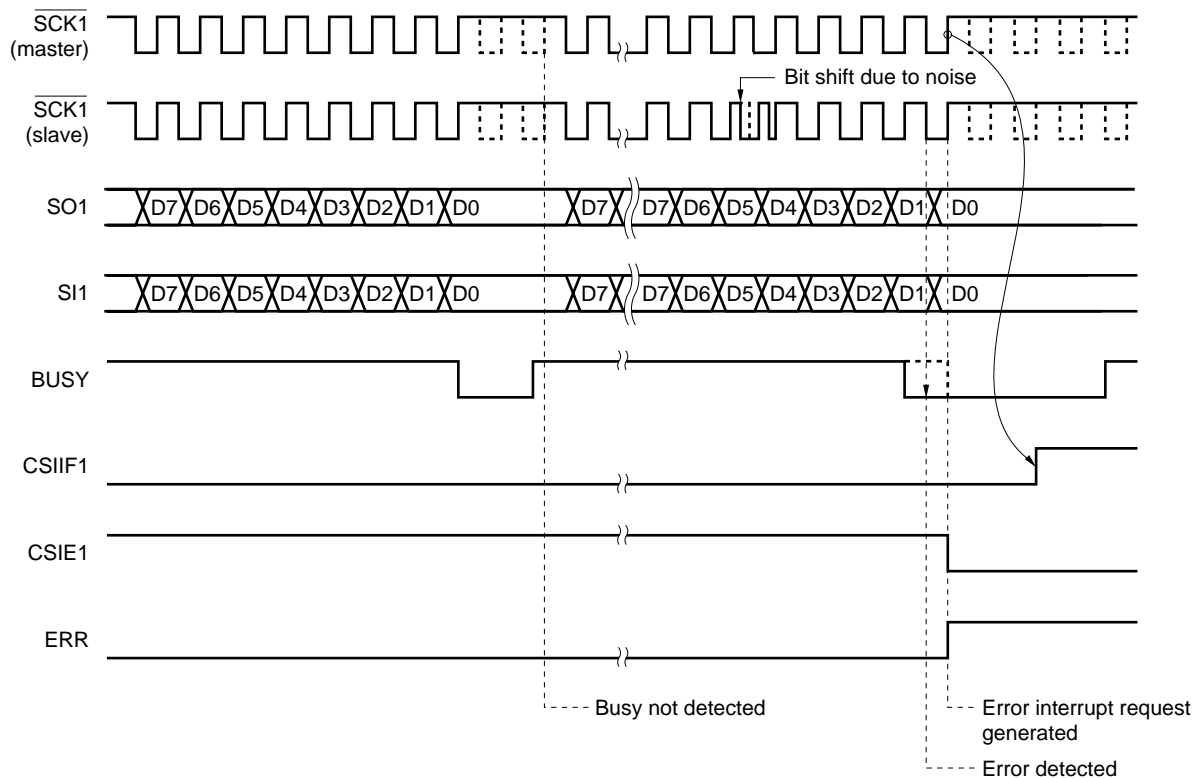 SCK1
(master)
Bit shift due to noise
SCK1
(slave)
SO1
D7 D6 D5 D4 D3 D2 D1 D0 D7 D7 D6 D5 D4 D3 D2 D1 D0
SI1
D7 D6 D5 D4 D3 D2 D1 D0 D7 D7 D6 D5 D4 D3 D2 D1 D0
BUSY
CSIIF1
CSIE1
ERR
Busy not detected
Error interrupt request
generated
Error detected